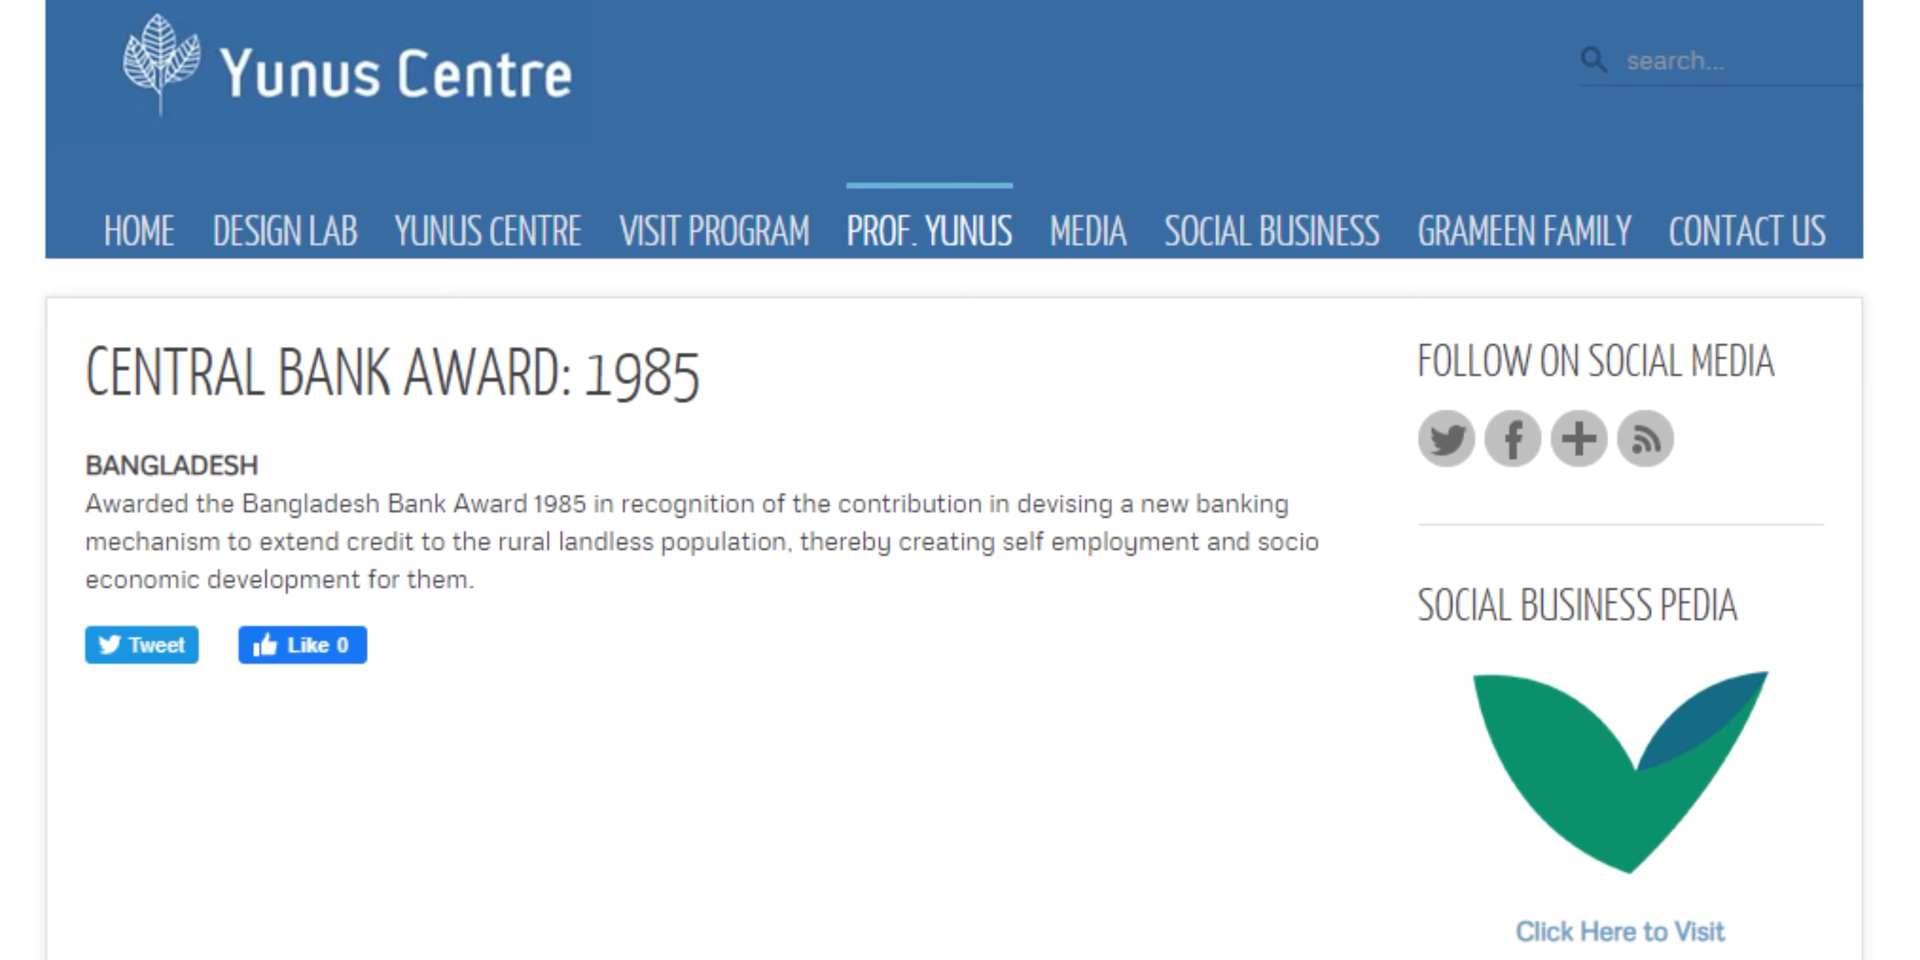 Yunus Centre
search...
HOME DESIGN LAB YUNUS CENTRE VISIT PROGRAM PROF. YUNUS MEDIA SOCIAL BUSINESS GRAMEEN FAMILY CONTACT US
CENTRAL BANK AWARD: 1985
BANGLADESH
Awarded the Bangladesh Bank Award 1985 in recognition of the contribution in devising a new banking
mechanism to extend credit to the rural landless population, thereby creating self employment and socio
economic development for them.
Tweet Like 0
FOLLOW ON SOCIAL MEDIA
SOCIAL BUSINESS PEDIA
Click Here to Visit